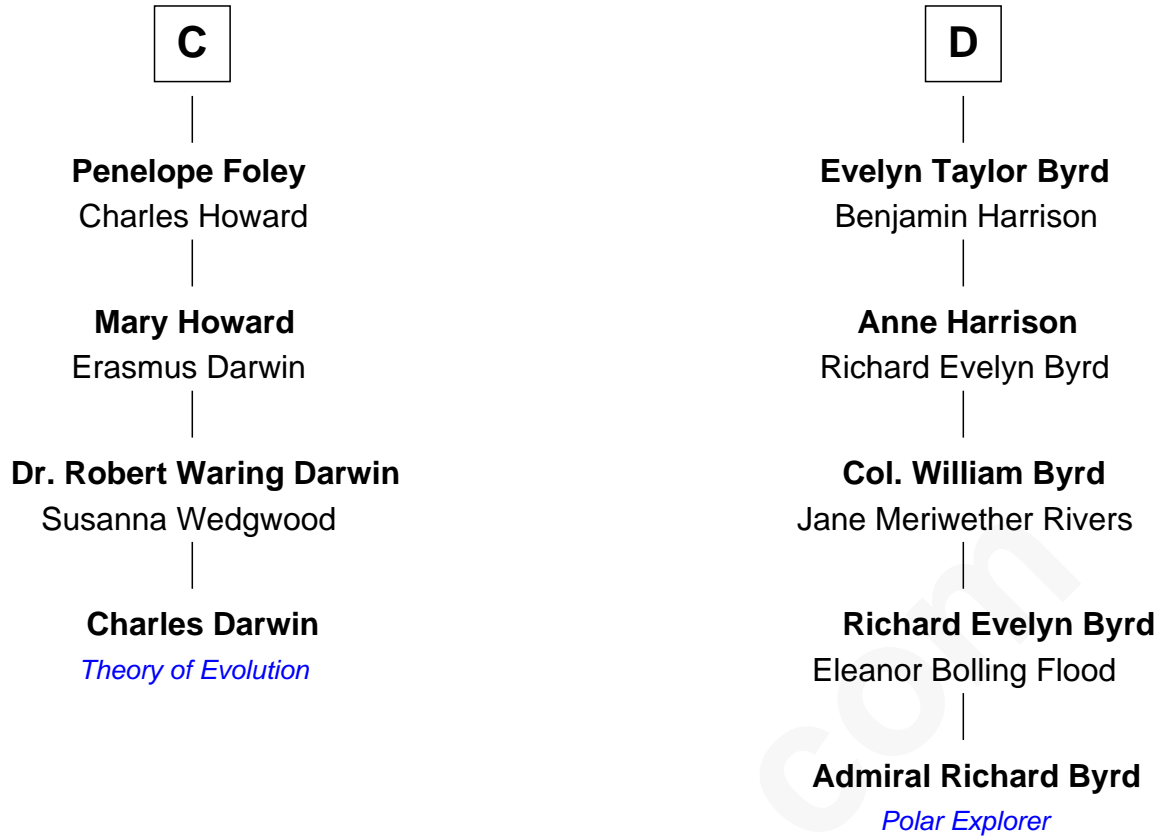 C
Penelope Foley
Charles Howard
Mary Howard
Erasmus Darwin
Dr. Robert Waring Darwin
Susanna Wedgwood
Charles Darwin
Theory of Evolution
D
Evelyn Taylor Byrd
Benjamin Harrison
Anne Harrison
Richard Evelyn Byrd
Col. William Byrd
Jane Meriwether Rivers
Richard Evelyn Byrd
Eleanor Bolling Flood
Admiral Richard Byrd
Polar Explorer
com